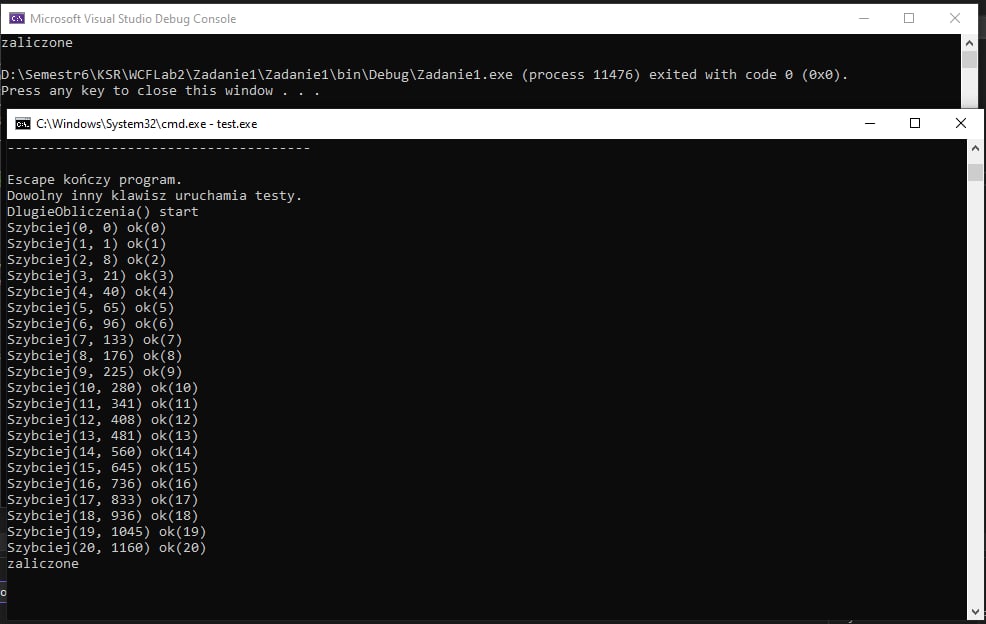 Microsoft Visual Studio Debug Console
zaliczone
D:\Semestr6\KSR\WCFLab2\Zadanie1\Zadanie1\bin\Debug\Zadanie1.exe (process 11476) exited with code 0 (0x0).
Press any key to close this window . . .
C:\Windows\System32\cmd.exe - test.exe
--------------------------------------
Escape kończy program.
Dowolny inny klawisz uruchamia testy.
DlugieObliczenia() start
Szybciej(0, 0) ok(0)
Szybciej(1, 1) ok(1)
Szybciej(2, 8) ok(2)
Szybciej(3, 21) ok(3)
Szybciej(4, 40) ok(4)
Szybciej(5, 65) ok(5)
Szybciej(6, 96) ok(6)
Szybciej(7, 133) ok(7)
Szybciej(8, 176) ok(8)
Szybciej(9, 225) ok(9)
Szybciej(10, 280) ok(10)
Szybciej(11, 341) ok(11)
Szybciej(12, 408) ok(12)
Szybciej(13, 481) ok(13)
Szybciej(14, 560) ok(14)
Szybciej(15, 645) ok(15)
Szybciej(16, 736) ok(16)
Szybciej(17, 833) ok(17)
Szybciej(18, 936) ok(18)
Szybciej(19, 1045) ok(19)
Szybciej(20, 1160) ok(20)
zaliczone